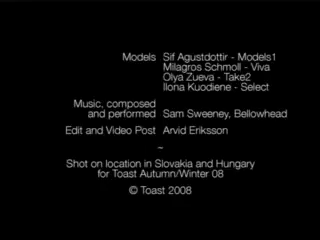 Models Sif Agustdottir - Models1
Milagros Schmoll - Viva
Olya Zueva - Take2
Ilona Kuodiene - Select
Music, composed
and performed Sam Sweeney, Bellowhead
Edit and Video Post Arvid Eriksson
~
Shot on location in Slovakia and Hungary
for Toast Autumn/Winter 08
© Toast 2008